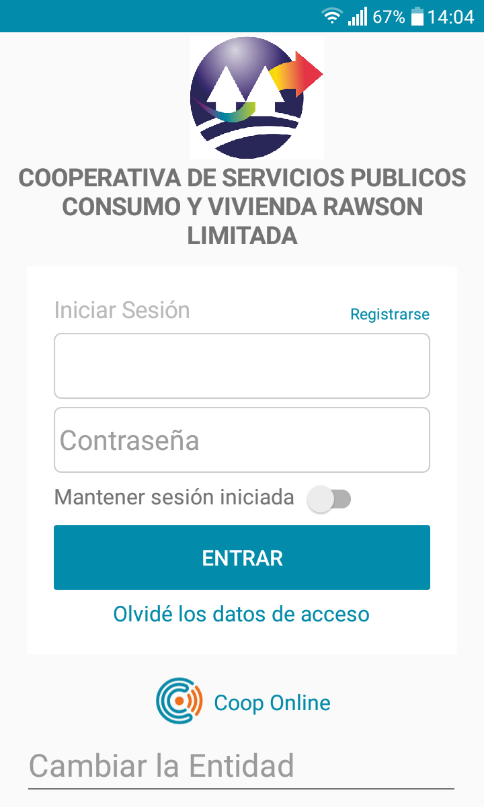 67% 14:04
COOPERATIVA DE SERVICIOS PUBLICOS
CONSUMO Y VIVIENDA RAWSON
LIMITADA
Iniciar Sesión
Registrarse
Contraseña
Mantener sesión iniciada
ENTRAR
Olvidé los datos de acceso
Coop Online
Cambiar la Entidad